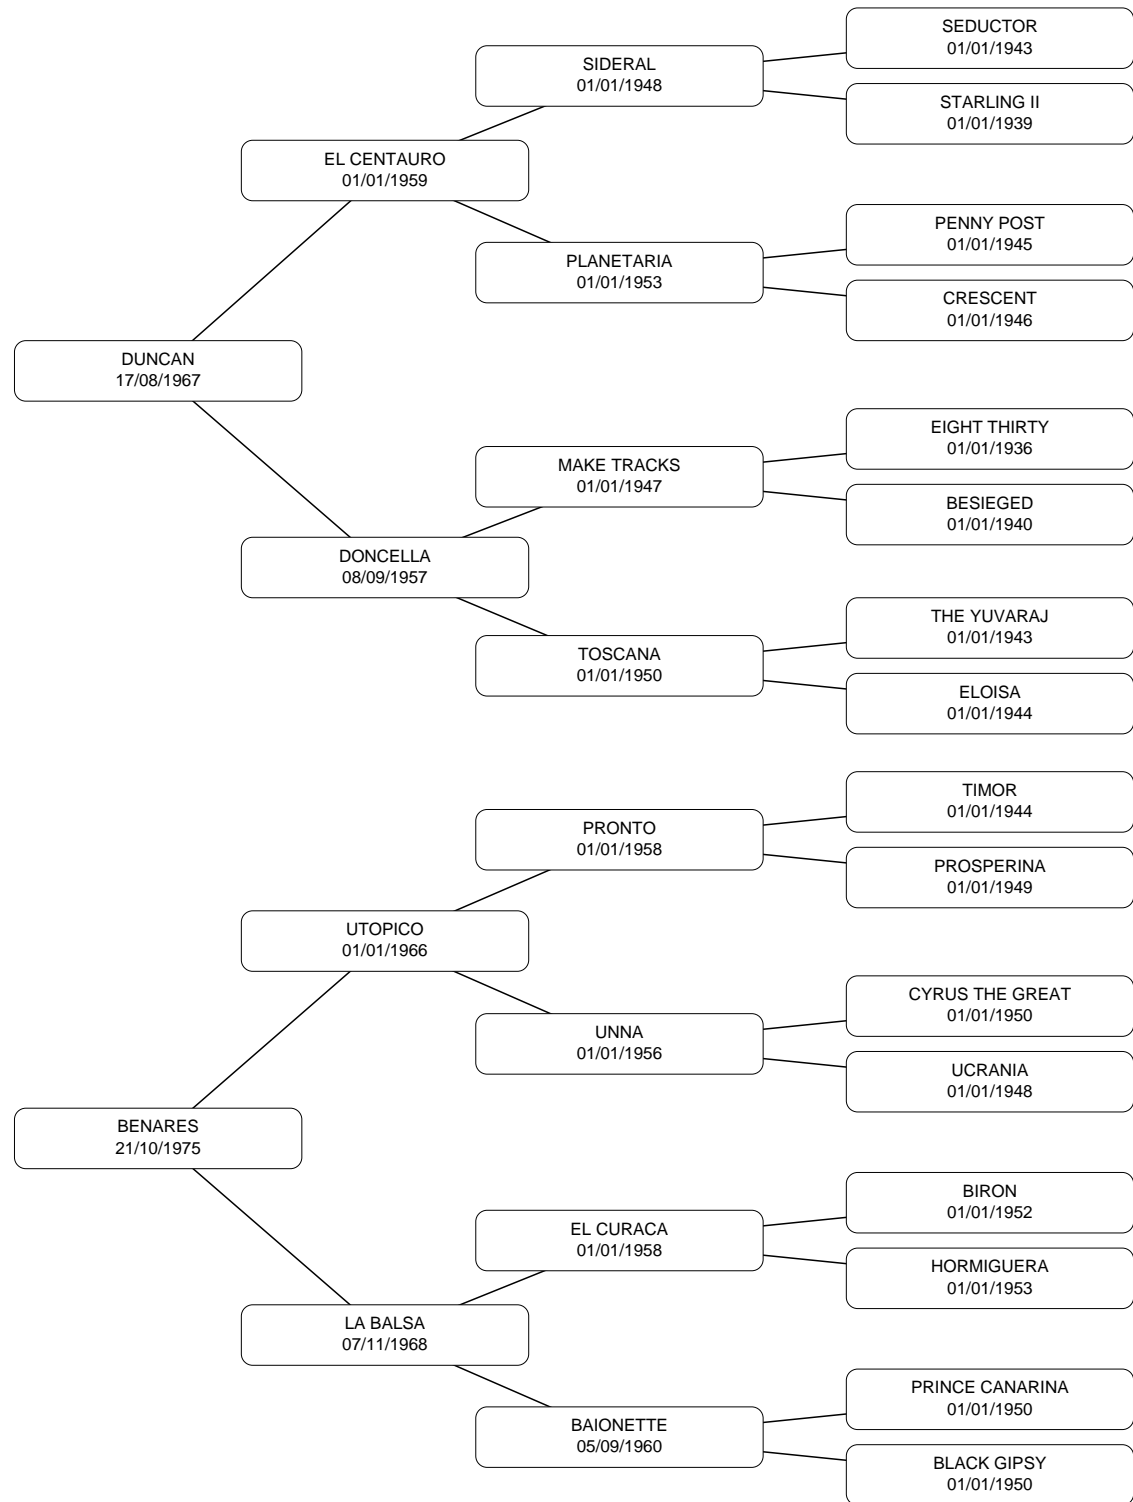 SEDUCTOR
01/01/1943
SIDERAL
01/01/1948
STARLING II
01/01/1939
EL CENTAURO
01/01/1959
PENNY POST
01/01/1945
PLANETARIA
01/01/1953
CRESCENT
01/01/1946
DUNCAN
17/08/1967
EIGHT THIRTY
01/01/1936
MAKE TRACKS
01/01/1947
BESIEGED
01/01/1940
DONCELLA
08/09/1957
THE YUVARAJ
01/01/1943
TOSCANA
01/01/1950
ELOISA
01/01/1944
TIMOR
01/01/1944
PRONTO
01/01/1958
PROSPERINA
01/01/1949
UTOPICO
01/01/1966
CYRUS THE GREAT
01/01/1950
UNNA
01/01/1956
UCRANIA
01/01/1948
BENARES
21/10/1975
BIRON
01/01/1952
EL CURACA
01/01/1958
HORMIGUERA
01/01/1953
LA BALSA
07/11/1968
PRINCE CANARINA
01/01/1950
BAIONETTE
05/09/1960
BLACK GIPSY
01/01/1950